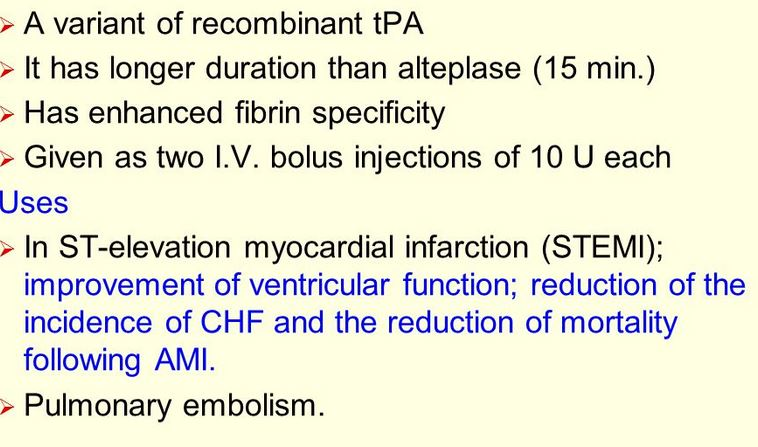 ➢ A variant of recombinant tPA
➢ It has longer duration than alteplase (15 min.)
➢ Has enhanced fibrin specificity
➢ Given as two I.V. bolus injections of 10 U each
Uses
➢ In ST-elevation myocardial infarction (STEMI);
improvement of ventricular function; reduction of the
incidence of CHF and the reduction of mortality
following AMI.
➢ Pulmonary embolism.